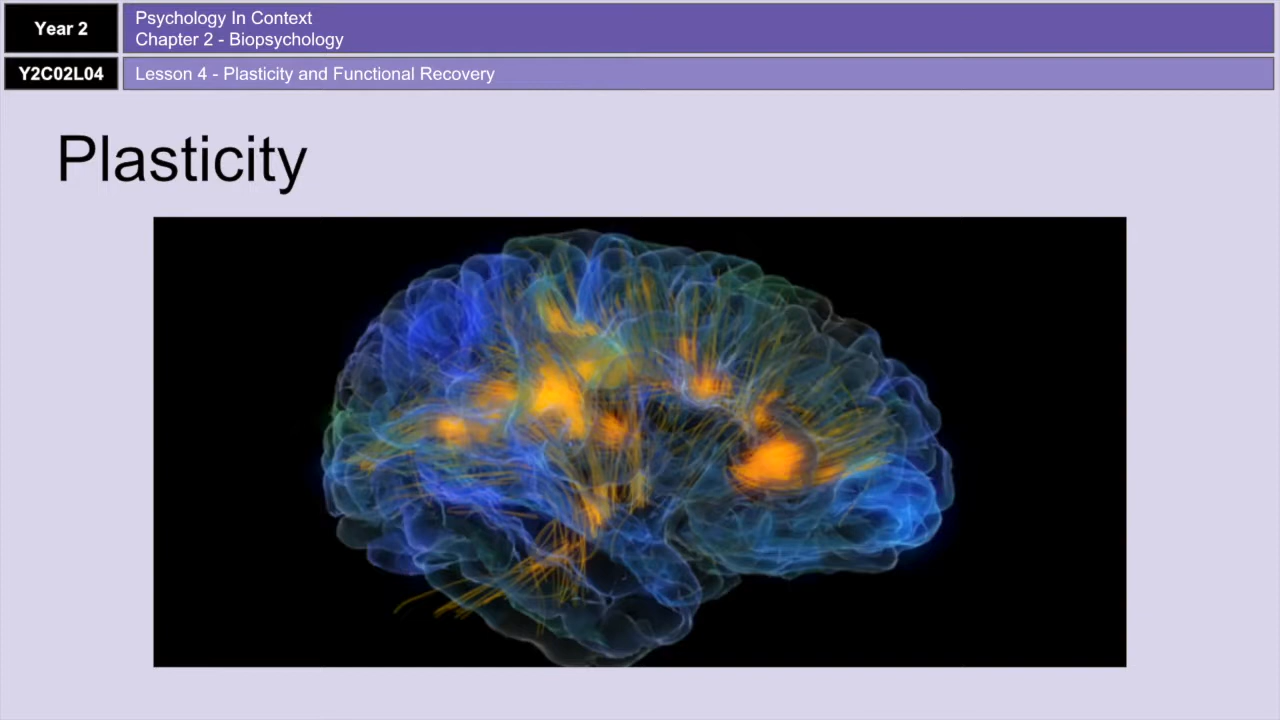 Year 2
Psychology In Context
Chapter 2 - Biopsychology
Y2C02L04
Lesson 4 - Plasticity and Functional Recovery
Plasticity